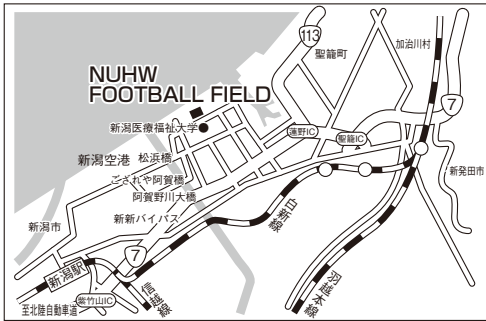 113
加治川村
聖籠町
NUHW
FOOTBALL FIELD
7
新潟医療福祉大学
蓮野IC
聖籠IC
新潟空港
松浜橋
ござれや阿賀橋
新発田市
阿賀野川大橋
新潟市
新新バイパス
白新線
7
新潟駅
信越線
羽越本線
紫竹山IC
至北陸自動車道